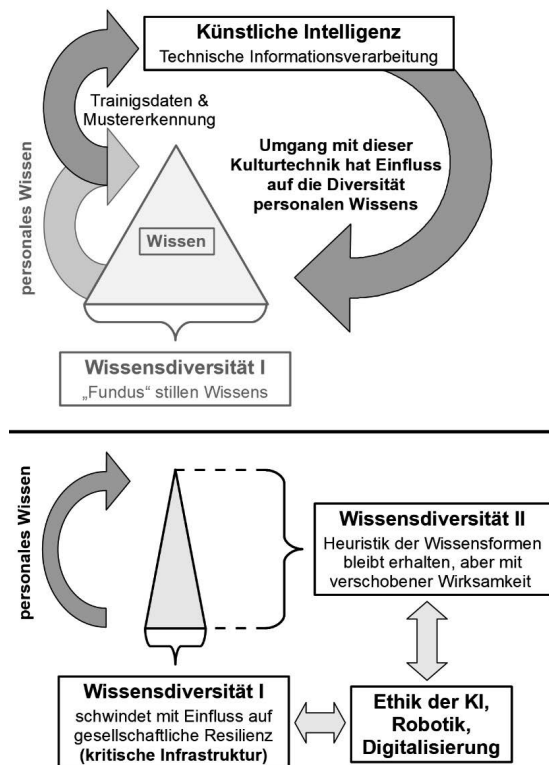 Künstliche Intelligenz
Technische Informationsverarbeitung
Trainigsdaten &
Mustererkennung
Umgang mit dieser
Kulturtechnik hat Einfluss
auf die Diversität
personalen Wissens
personales Wissen
Wissen
Wissensdiversität I
„Fundus“ stillen Wissens
personales Wissen
Wissensdiversität II
Heuristik der Wissensformen
bleibt erhalten, aber mit
verschobener Wirksamkeit
Wissensdiversität I
schwindet mit Einfluss auf
gesellschaftliche Resilienz
(kritische Infrastruktur)
Ethik der KI,
Robotik,
Digitalisierung